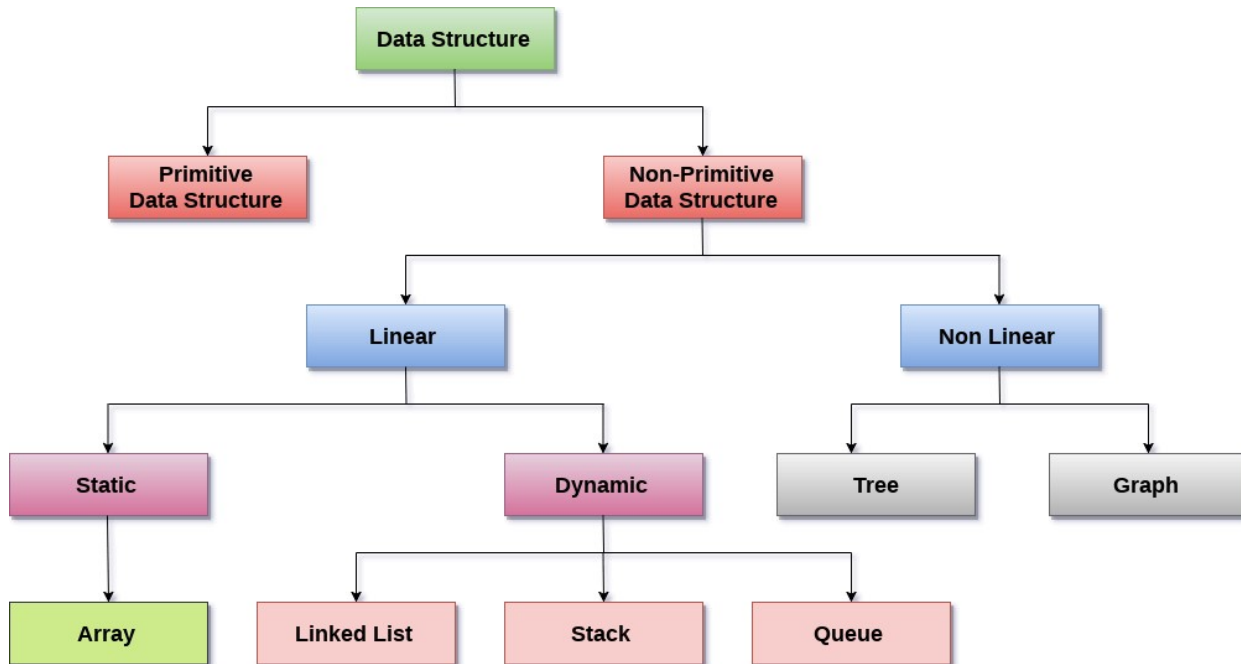 Data Structure
Primitive
Data Structure
Non-Primitive
Data Structure
Linear
Non Linear
Static
Dynamic
Tree
Graph
Array
Linked List
Stack
Queue